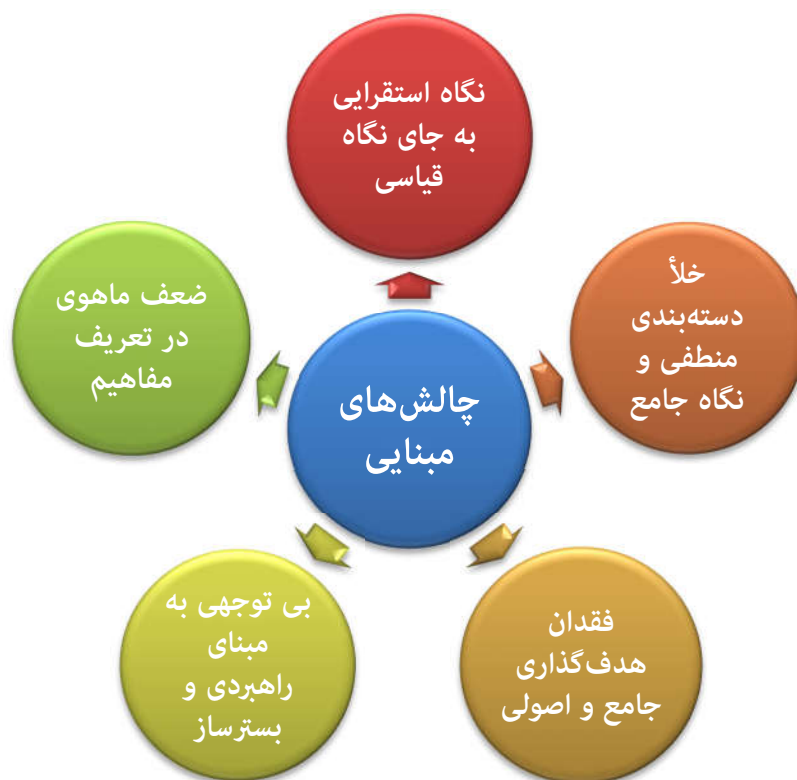 نگاه استقرایی
به جای نگاه
قیاسی
خلأ
دسته‌بندی
منطفی و
نگاه جامع
ضعف ماهوی
در تعریف
مفاهیم
چالش‌های
مبنایی
فقدان
هدف‌گذاری
جامع و اصولی
بی توجهی به
مبنای
راهبردی و
بسترساز